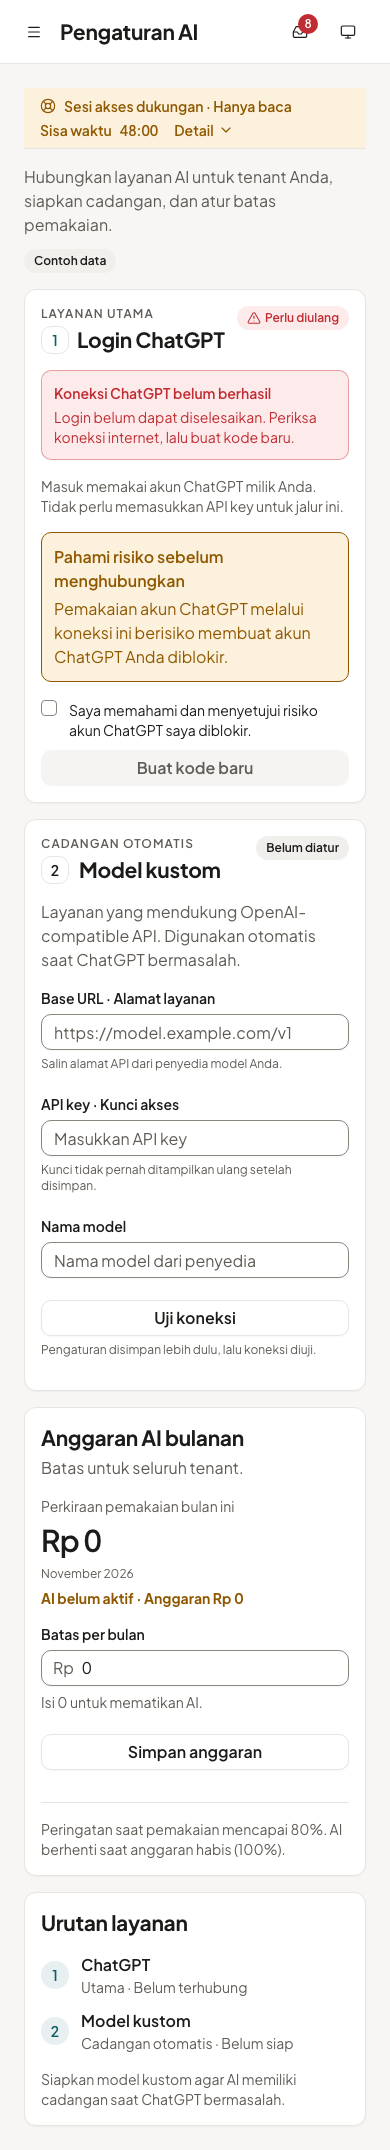 Pengaturan AI
8
Sesi akses dukungan · Hanya baca
Sisa waktu 48:00 Detail
Hubungkan layanan AI untuk tenant Anda,
siapkan cadangan, dan atur batas
pemakaian.
Contoh data
LAYANAN UTAMA
Perlu diulang
1 Login ChatGPT
Koneksi ChatGPT belum berhasil
Login belum dapat diselesaikan. Periksa
koneksi internet, lalu buat kode baru.
Masuk memakai akun ChatGPT milik Anda.
Tidak perlu memasukkan API key untuk jalur ini.
Pahami risiko sebelum
menghubungkan
Pemakaian akun ChatGPT melalui
koneksi ini berisiko membuat akun
ChatGPT Anda diblokir.
Saya memahami dan menyetujui risiko
akun ChatGPT saya diblokir.
Buat kode baru
CADANGAN OTOMATIS
Belum diatur
2 Model kustom
Layanan yang mendukung OpenAI-
compatible API. Digunakan otomatis
saat ChatGPT bermasalah.
Base URL · Alamat layanan
https://model.example.com/v1
Salin alamat API dari penyedia model Anda.
API key · Kunci akses
Masukkan API key
Kunci tidak pernah ditampilkan ulang setelah
disimpan.
Nama model
Nama model dari penyedia
Uji koneksi
Pengaturan disimpan lebih dulu, lalu koneksi diuji.
Anggaran AI bulanan
Batas untuk seluruh tenant.
Perkiraan pemakaian bulan ini
Rp 0
November 2026
AI belum aktif · Anggaran Rp 0
Batas per bulan
Rp 0
Isi 0 untuk mematikan AI.
Simpan anggaran
Peringatan saat pemakaian mencapai 80%. AI
berhenti saat anggaran habis (100%).
Urutan layanan
1 ChatGPT
Utama · Belum terhubung
2 Model kustom
Cadangan otomatis · Belum siap
Siapkan model kustom agar AI memiliki
cadangan saat ChatGPT bermasalah.